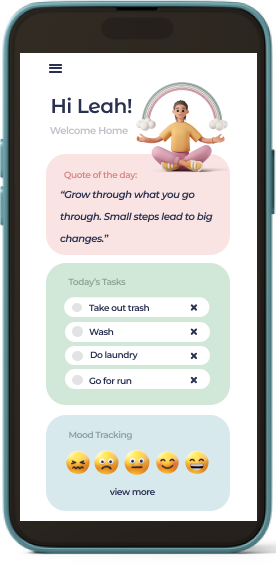 Hi Leah!
Welcome Home
Quote of the day:
“Grow through what you go
through. Small steps lead to big
changes.”
Today's Tasks
Take out trash
Wash
Do laundry
Go for run
Mood Tracking
view more